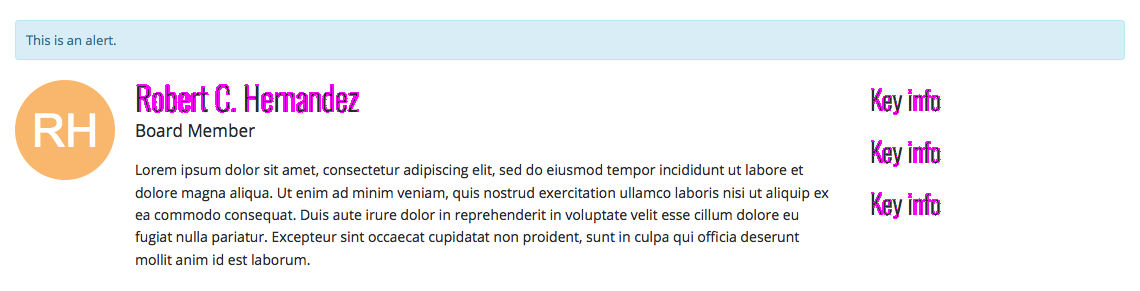 This is an alert.
RH
Robert C. Hernandez
Board Member
Lorem ipsum dolor sit amet, consectetur adipiscing elit, sed do eiusmod tempor incididunt ut labore et
dolore magna aliqua. Ut enim ad minim veniam, quis nostrud exercitation ullamco laboris nisi ut aliquip ex
ea commodo consequat. Duis aute irure dolor in reprehenderit in voluptate velit esse cillum dolore eu
fugiat nulla pariatur. Excepteur sint occaecat cupidatat non proident, sunt in culpa qui officia deserunt
mollit anim id est laborum.
Key info
Key info
Key info